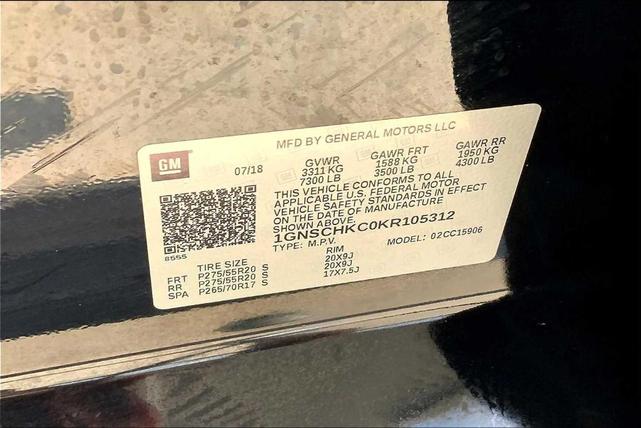 MFD BY GENERAL MOTORS LLC
GM
07/18
GVWR GAWR FRT GAWR RR
3311 KG 1588 KG 1950 KG
7300 LB 3500 LB 4300 LB
THIS VEHICLE CONFORMS TO ALL
APPLICABLE U.S. FEDERAL MOTOR
VEHICLE SAFETY STANDARDS IN EFFECT
ON THE DATE OF MANUFACTURE
SHOWN ABOVE.
1GNSCHKC0KR105312
TYPE: M.P.V. MODEL: 02CC15906
8555
TIRE SIZE RIM
FRT P275/55R20 S 20X9J
RR P275/55R20 S 20X9J
SPA P265/70R17 S 17X7.5J